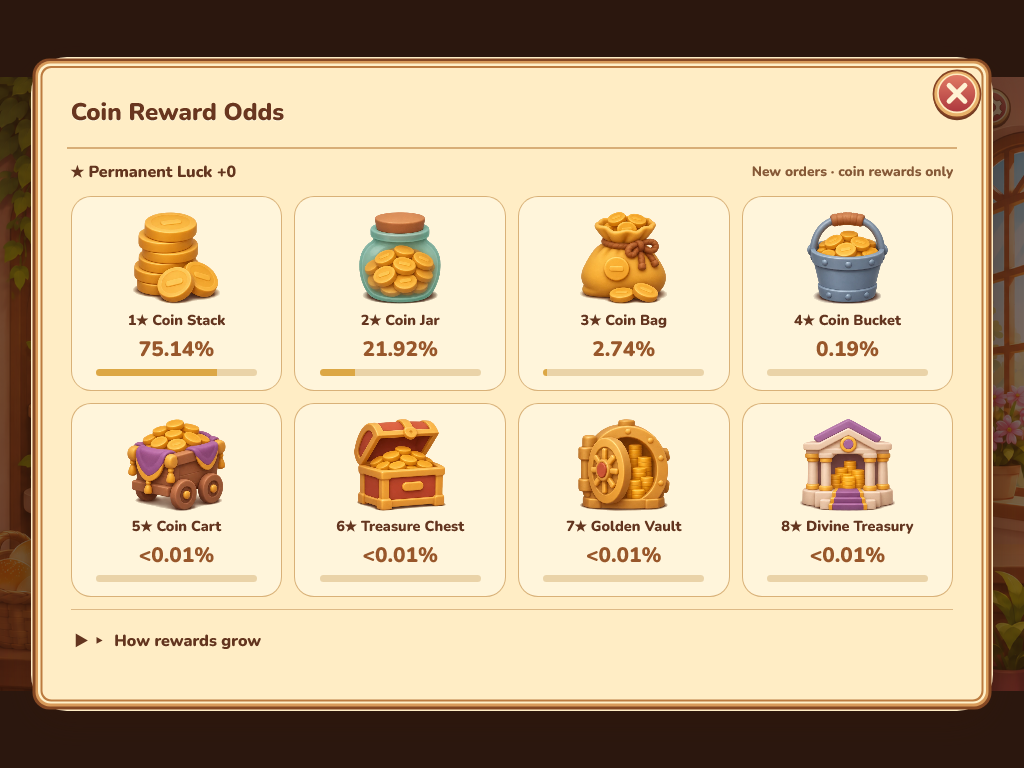 Coin Reward Odds
★ Permanent Luck +0
New orders · coin rewards only
1★ Coin Stack
75.14%
2★ Coin Jar
21.92%
3★ Coin Bag
2.74%
4★ Coin Bucket
0.19%
5★ Coin Cart
<0.01%
6★ Treasure Chest
<0.01%
7★ Golden Vault
<0.01%
8★ Divine Treasury
<0.01%
▶ ▸ How rewards grow